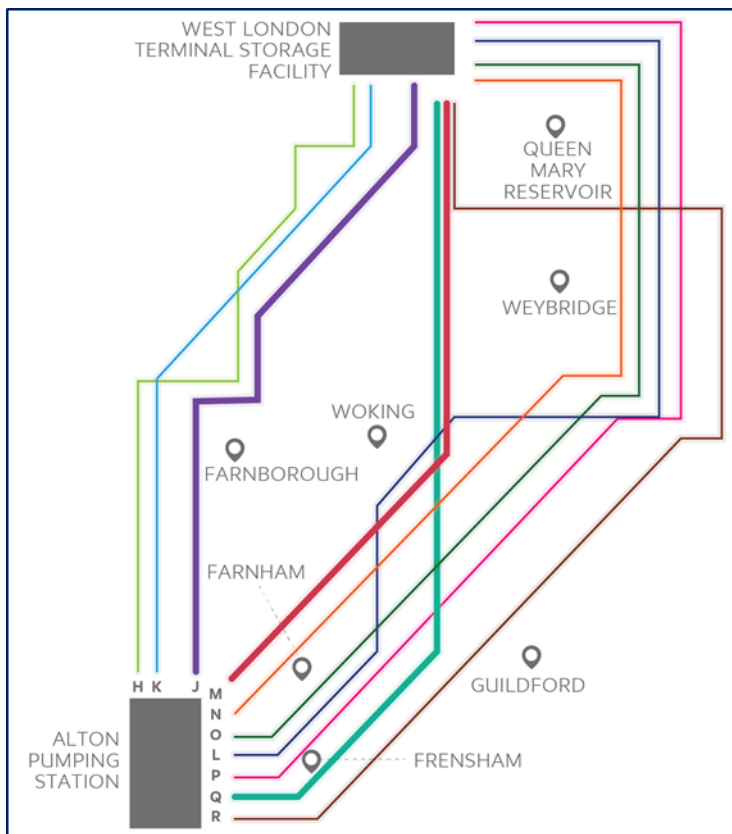 WEST LONDON
TERMINAL STORAGE
FACILITY
QUEEN
MARY
RESERVOIR
WEYBRIDGE
WOKING
FARNBOROUGH
FARNHAM
GUILDFORD
H K J
M
N
O
L
P
Q
R
ALTON
PUMPING
STATION
FRENSHAM